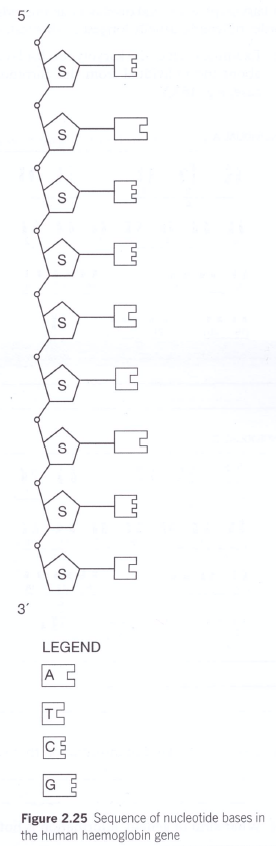 5´
S
S
S
S
S
S
S
S
S
3´
LEGEND
A
T
C
G
Figure 2.25 Sequence of nucleotide bases in
the human haemoglobin gene